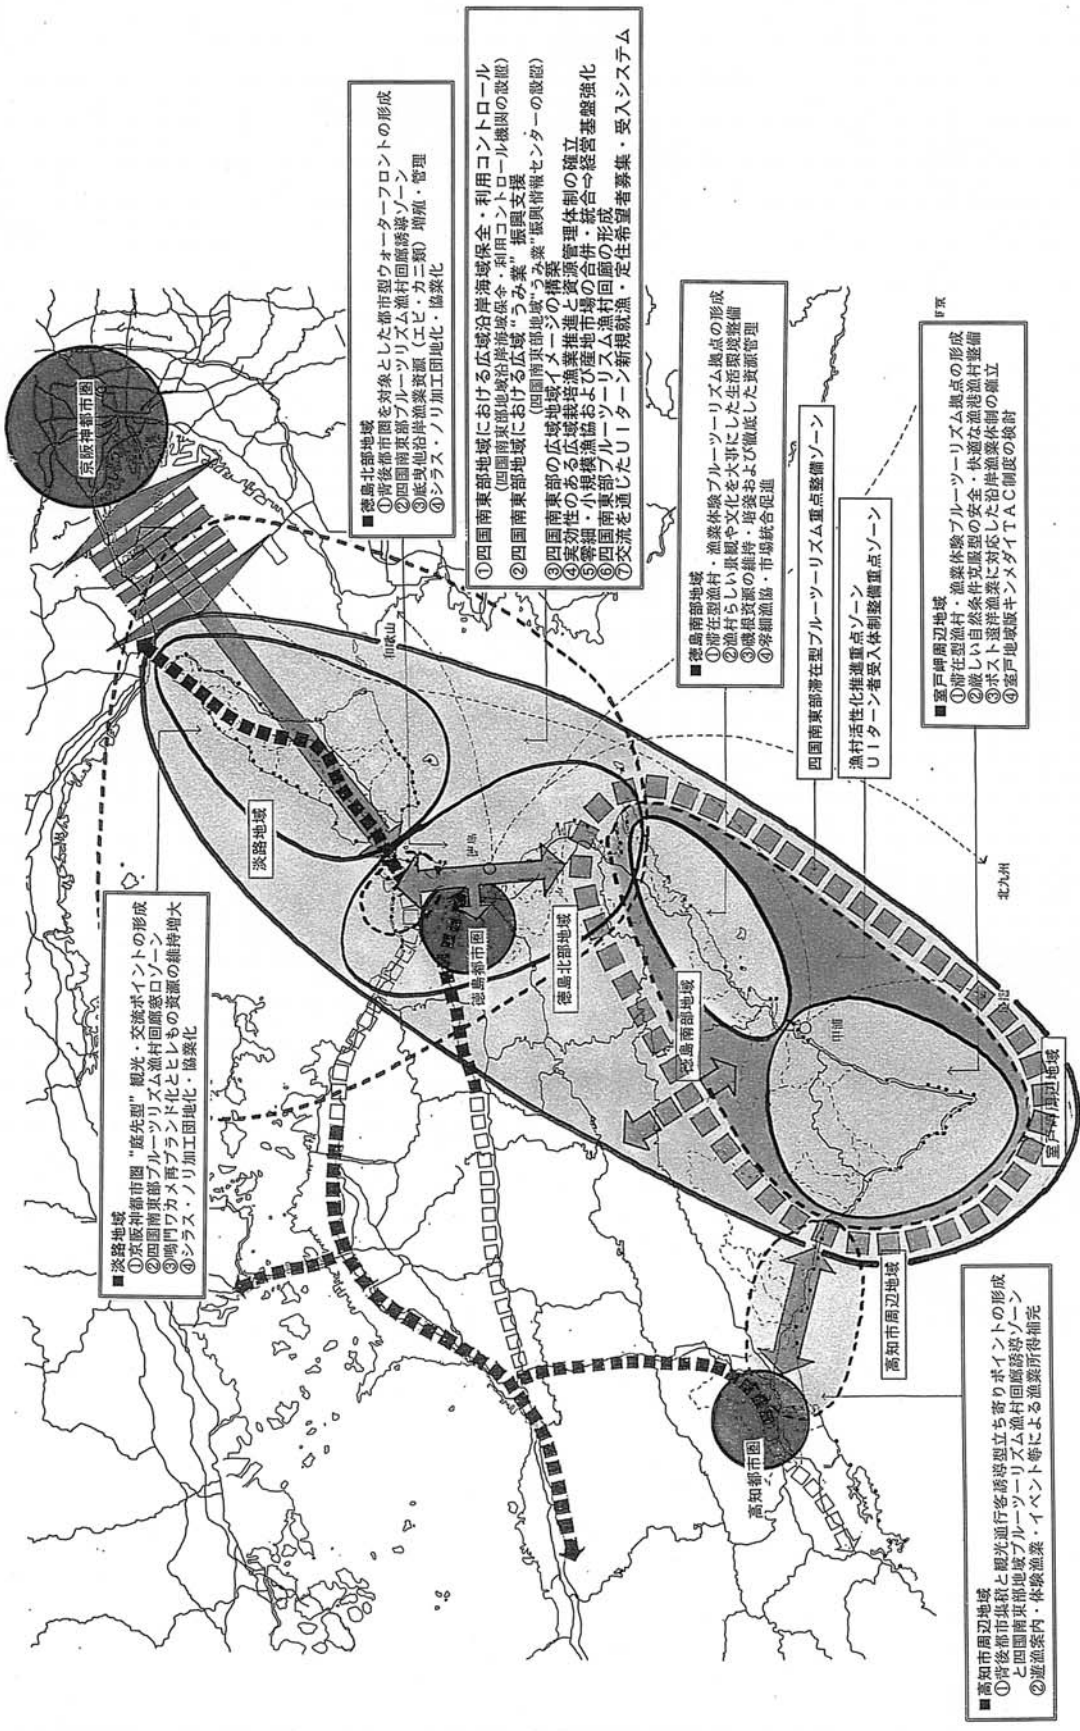 ■淡路地域
①京阪神都市圏“庭先型”観光・交流ポイントの形成
②四国南東部ブルーツーリズム漁村回廊窓口ゾーン
③鳴門ワカメ再ブランド化とヒレもの資源の維持増大
④シラス・ノリ加工団地化・協業化
京阪神都市圏
■徳島北部地域
①背後都市圏を対象とした都市型ウォーターフロントの形成
②四国南東部ブルーツーリズム漁村回廊誘導ゾーン
③底曳他沿岸漁業資源（エビ・カニ類）増殖・管理
④シラス・ノリ加工団地化・協業化
①四国南東部地域における広域沿岸海域保全・利用コントロール
（四国南東部地域沿岸海域保全・利用コントロール機関の設置）
②四国南東部地域における広域“うみ業”振興支援
（四国南東部地域“うみ業”振興情報センターの設置）
③四国南東部の広域地域イメージの構築
④実効性のある広域栽培漁業推進と資源管理体制の確立
⑤零細・小規模漁協および産地市場の合併・統合⇨経営基盤強化
⑥四国南東部ブルーツーリズム漁村回廊の形成
⑦交流を通じたUIターン新規就漁・定住希望者募集・受入システム
■徳島南部地域
①滞在型漁村・漁業体験ブルーツーリズム拠点の形成
②漁村らしい景観や文化を大事にした生活環境整備
③磯根資源の維持・培養および徹底した資源管理
④零細漁協・市場統合促進
四国南東部滞在型ブルーツーリズム重点整備ゾーン
漁村活性化推進重点ゾーン
UIターン者受入体制整備重点ゾーン
■室戸岬周辺地域
①滞在型漁村・漁業体験ブルーツーリズム拠点の形成
②厳しい自然条件克服型の安全・快適な漁港漁村整備
③ポスト遠洋漁業に対応した沿岸漁業体制の確立
④室戸地域版キンメダイTAC制度の検討
■高知市周辺地域
①背後都市集積と観光通行客誘導型立ち寄りポイントの形成
と四国南東部地域ブルーツーリズム漁村回廊誘導ゾーン
②遊漁案内・体験漁業・イベント等による漁業所得補完
淡路地域
和歌山
徳島都市圏
徳島北部地域
徳島南部地域
甲浦
室戸岬周辺地域
高知市周辺地域
高知都市圏
北九州
東京